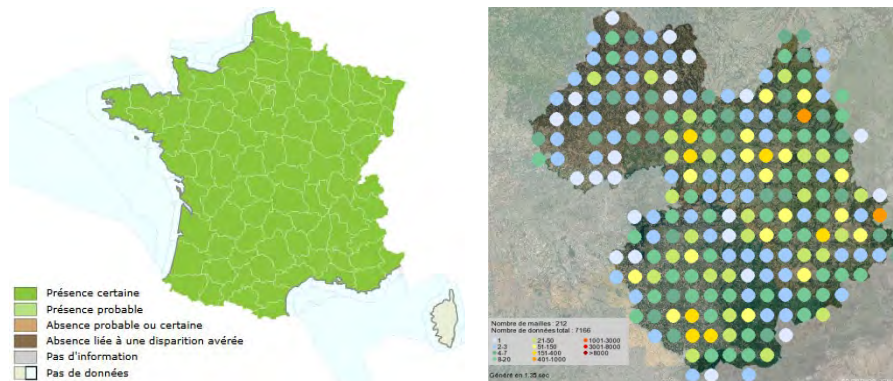 Présence certaine
Présence probable
Absence probable ou certaine
Absence liée à une disparition avérée
Pas d'information
Pas de données
Nombre de mailles : 212
Nombre de données total : 7166
1 21-50 1001-3000
2-3 51-150 3001-8000
4-7 151-400 >8000
8-20 401-1000
Généré en 1.35 sec